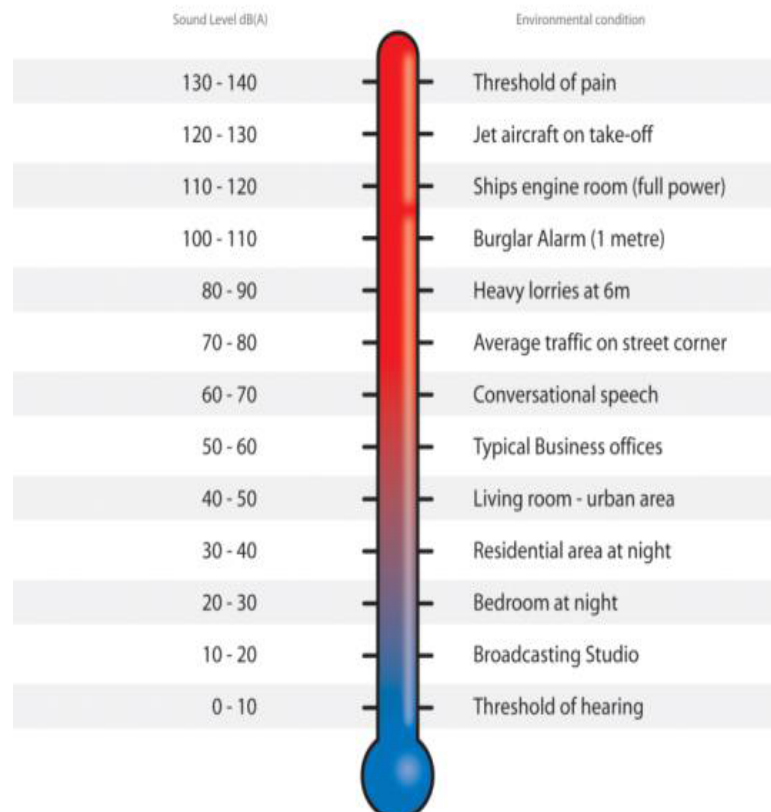 Sound Level dB(A) Environmental condition
130 - 140 Threshold of pain
120 - 130 Jet aircraft on take-off
110 - 120 Ships engine room (full power)
100 - 110 Burglar Alarm (1 metre)
80 - 90 Heavy lorries at 6m
70 - 80 Average traffic on street corner
60 - 70 Conversational speech
50 - 60 Typical Business offices
40 - 50 Living room - urban area
30 - 40 Residential area at night
20 - 30 Bedroom at night
10 - 20 Broadcasting Studio
0 - 10 Threshold of hearing